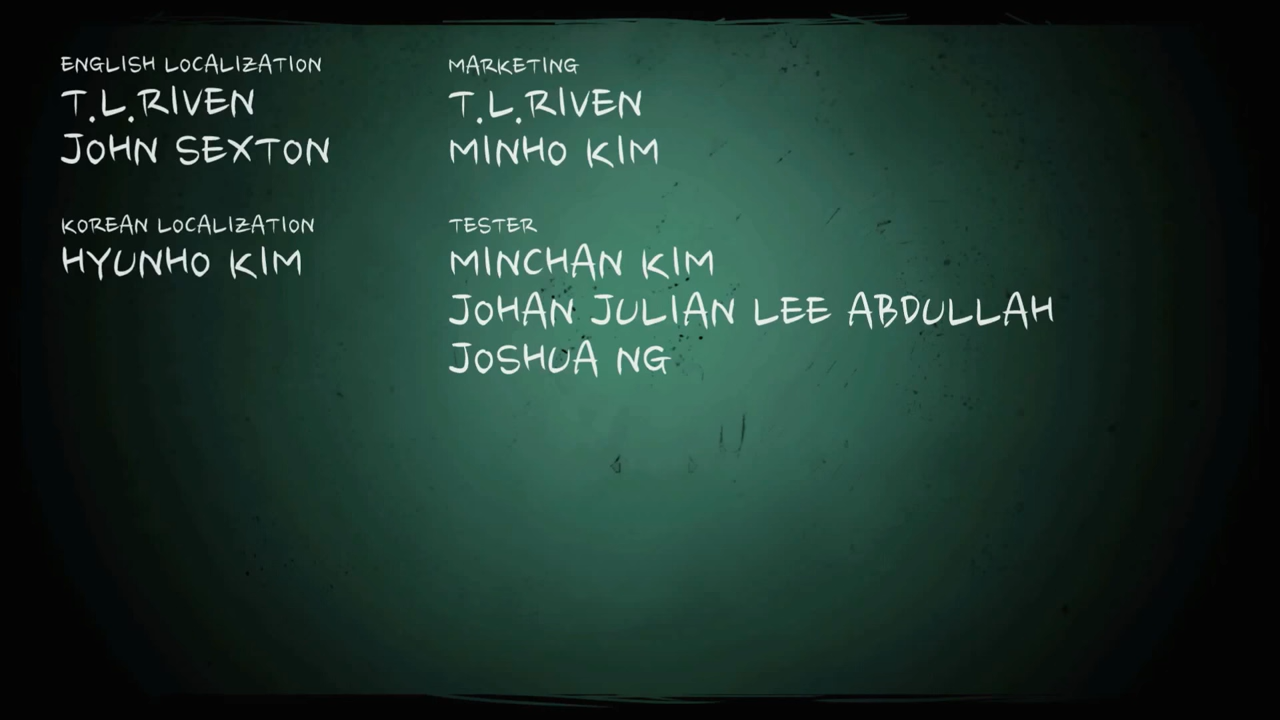 ENGLISH LOCALIZATION
T.L.RIVEN
JOHN SEXTON
KOREAN LOCALIZATION
HYUNHO KIM
MARKETING
T.L.RIVEN
MINHO KIM
TESTER
MINCHAN KIM
JOHAN JULIAN LEE ABDULLAH
JOSHUA NG